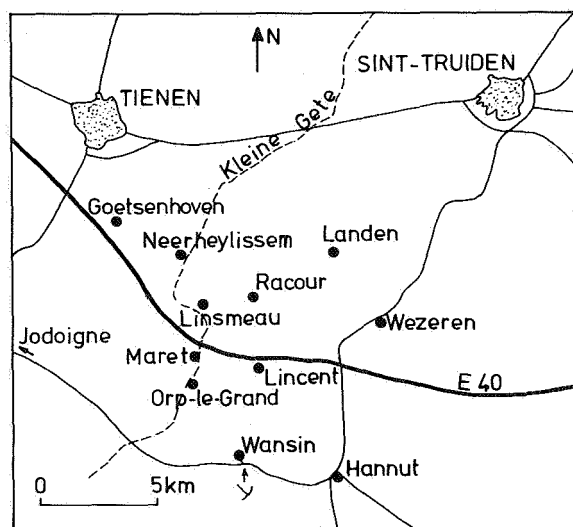 N
SINT-TRUIDEN
TIENEN
Kleine Gete
Goetsenhoven
Neerheylissem
Landen
Racour
Linsmeau
Wezeren
Jodoigne
Maret
Lincent
E 40
Orp-le-Grand
Wansin
Hannut
0 5km